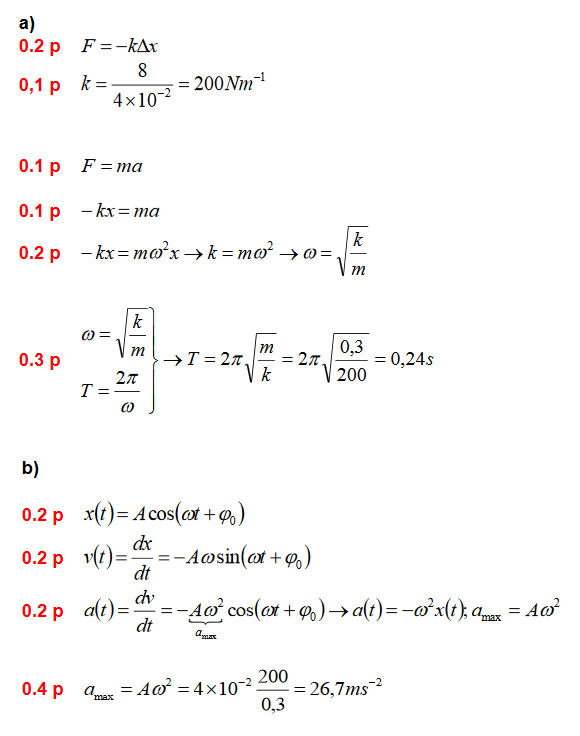 a)
0.2 p F = −kΔx
0,1 p k = 8 / 4×10⁻² = 200Nm⁻¹
0.1 p F = ma
0.1 p − kx = ma
0.2 p − kx = mω²x → k = mω² → ω = √(k/m)
0.3 p ω = √(k/m) T = 2π/ω } → T = 2π√(m/k) = 2π√(0,3/200) = 0,24s
b)
0.2 p x(t) = A cos(ωt + φ₀)
0.2 p v(t) = dx/dt = −Aω sin(ωt + φ₀)
0.2 p a(t) = dv/dt = −Aω² cos(ωt + φ₀) → a(t) = −ω²x(t); a max = Aω²
a max
0.4 p a max = Aω² = 4×10⁻² 200/0,3 = 26,7ms⁻²